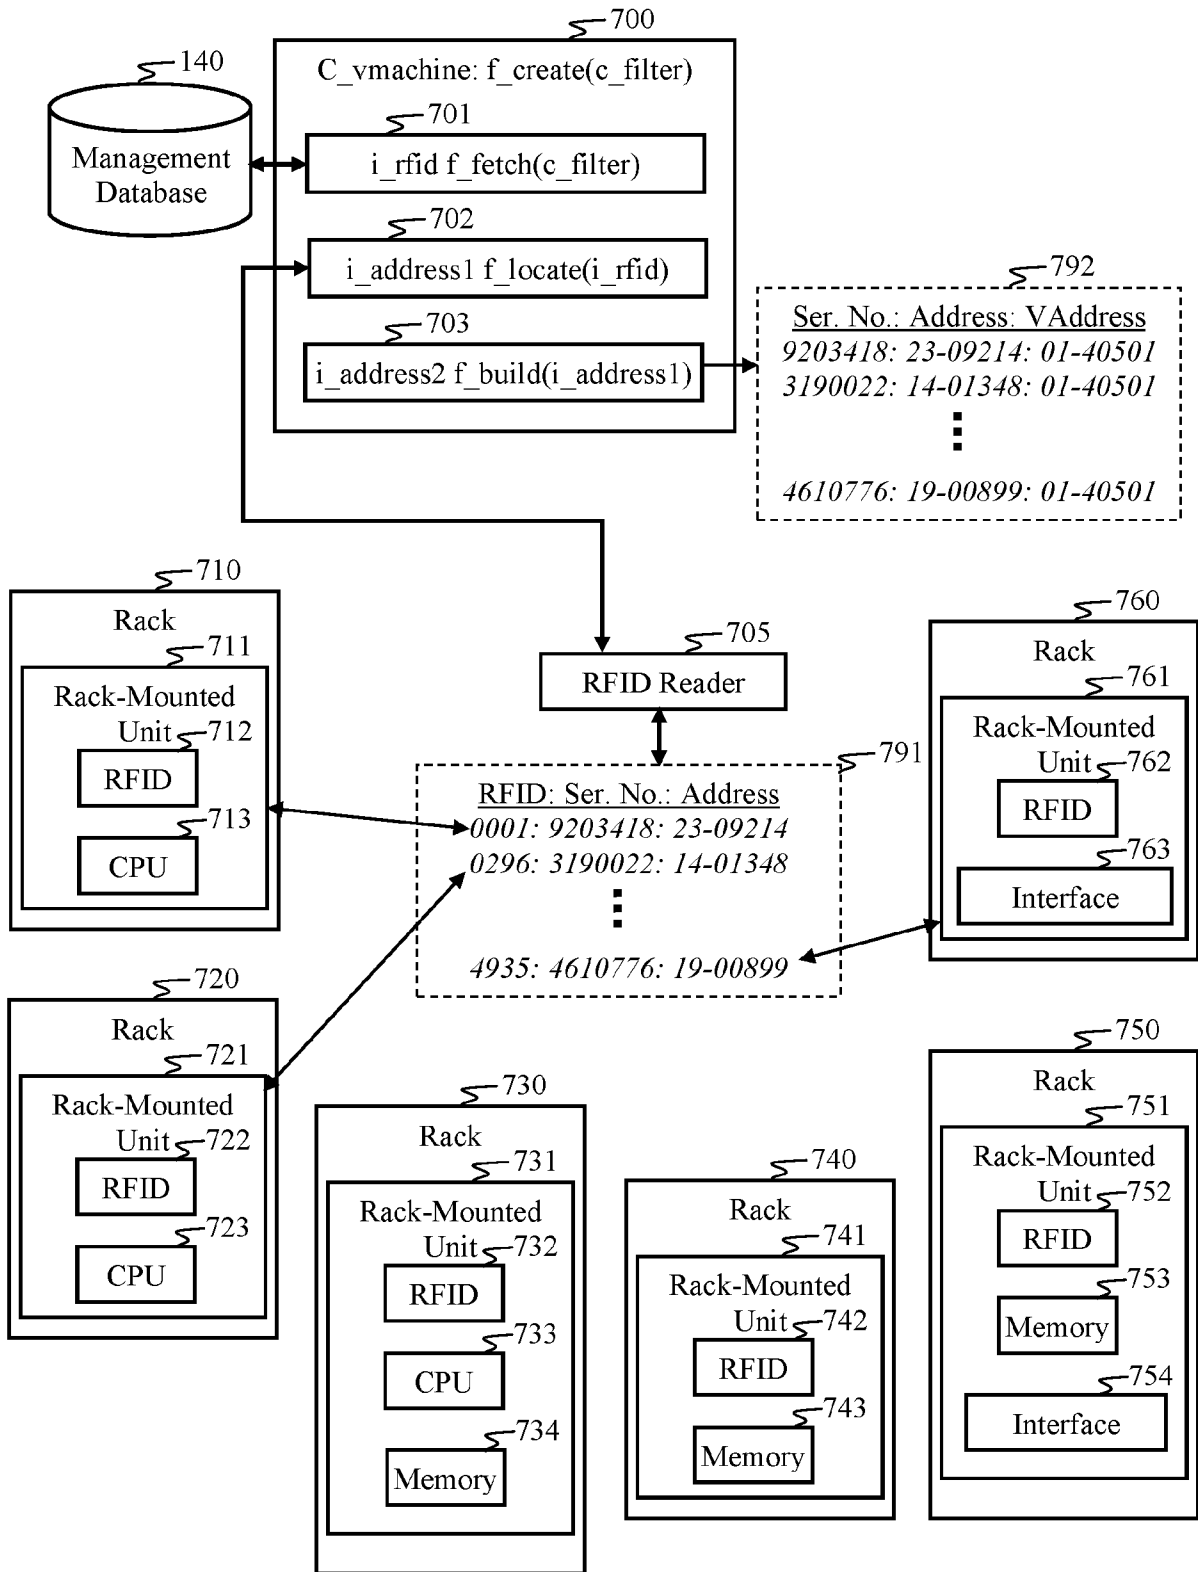 700
140
C_vmachine: f_create(c_filter)
701
Management
Database
i_rfid f_fetch(c_filter)
702
i_address1 f_locate(i_rfid)
703
i_address2 f_build(i_address1)
792
Ser. No.: Address: VAddress
9203418: 23-09214: 01-40501
3190022: 14-01348: 01-40501
4610776: 19-00899: 01-40501
710
Rack
711
Rack-Mounted
Unit
712
RFID
713
CPU
705
RFID Reader
791
RFID: Ser. No.: Address
0001: 9203418: 23-09214
0296: 3190022: 14-01348
4935: 4610776: 19-00899
760
Rack
761
Rack-Mounted
Unit
762
RFID
763
Interface
720
Rack
721
Rack-Mounted
Unit
722
RFID
723
CPU
730
Rack
731
Rack-Mounted
Unit
732
RFID
733
CPU
734
Memory
740
Rack
741
Rack-Mounted
Unit
742
RFID
743
Memory
750
Rack
751
Rack-Mounted
Unit
752
RFID
753
Memory
754
Interface